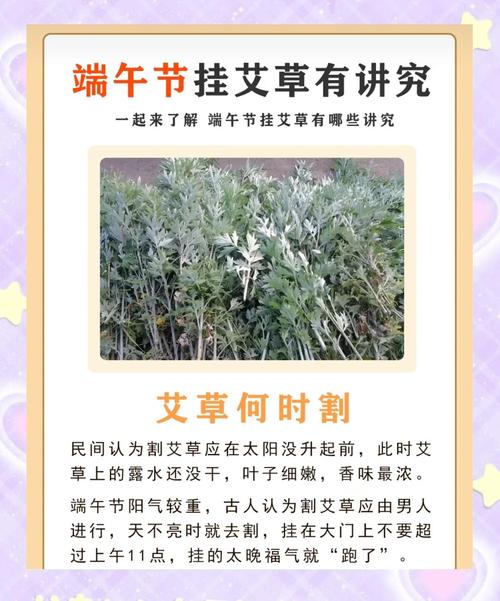 端午节挂艾草有讲究
一起来了解 端午节挂艾草有哪些讲究
艾草何时割
民间认为割艾草应在太阳没升起前，此时艾
草上的露水还没干，叶子细嫩，香味最浓。
端午节阳气较重，古人认为割艾草应由男人
进行，天不亮时就去割，挂在大门上不要超
过上午11点，挂的太晚福气就“跑了”。